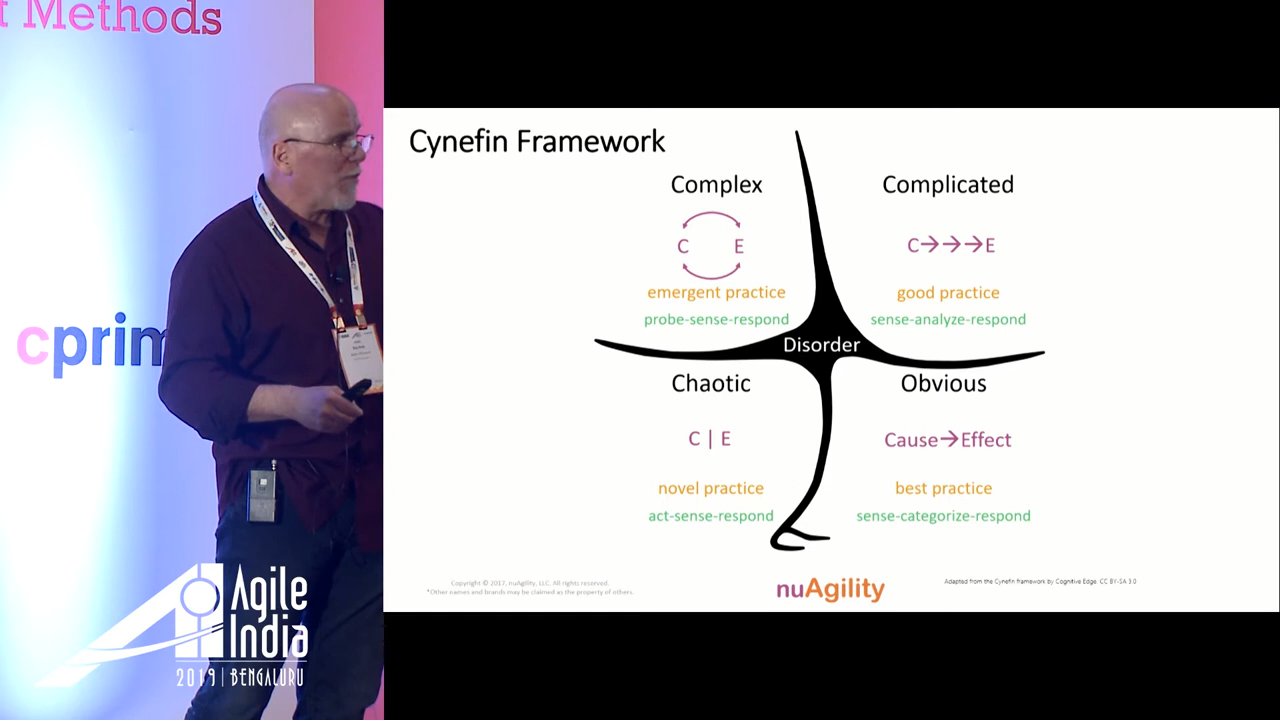 t Methods
cprim
Agile
India
2019 | BENGALURU
Cynefin Framework
Complex
C E
emergent practice
probe-sense-respond
Complicated
C→→→E
good practice
sense-analyze-respond
Disorder
Chaotic
C | E
novel practice
act-sense-respond
Obvious
Cause→Effect
best practice
sense-categorize-respond
Copyright © 2017, nuAgility, LLC. All rights reserved.
*Other names and brands may be claimed as the property of others.
nuAgility
Adapted from the Cynefin framework by Cognitive Edge CC BY-SA 3.0